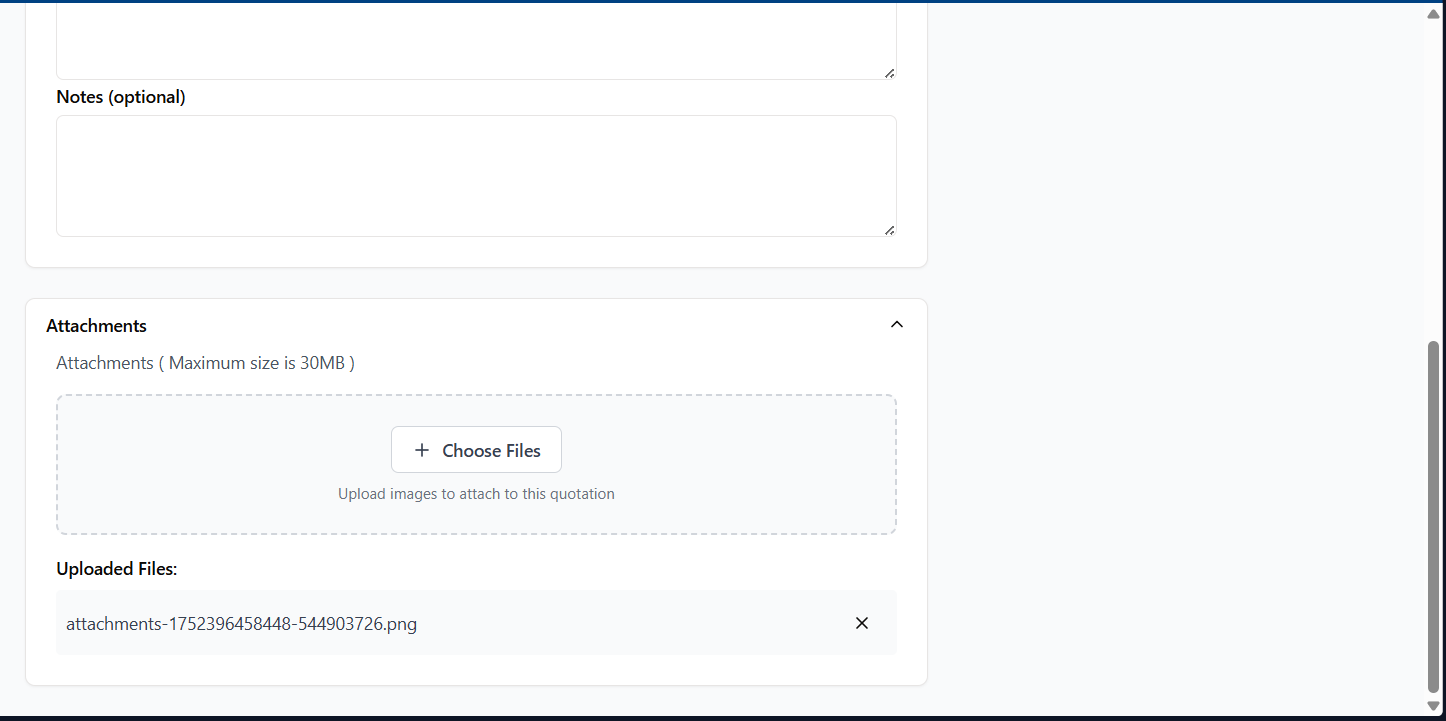 Notes (optional)
Attachments
Attachments ( Maximum size is 30MB )
Choose Files
Upload images to attach to this quotation
Uploaded Files:
attachments-1752396458448-544903726.png